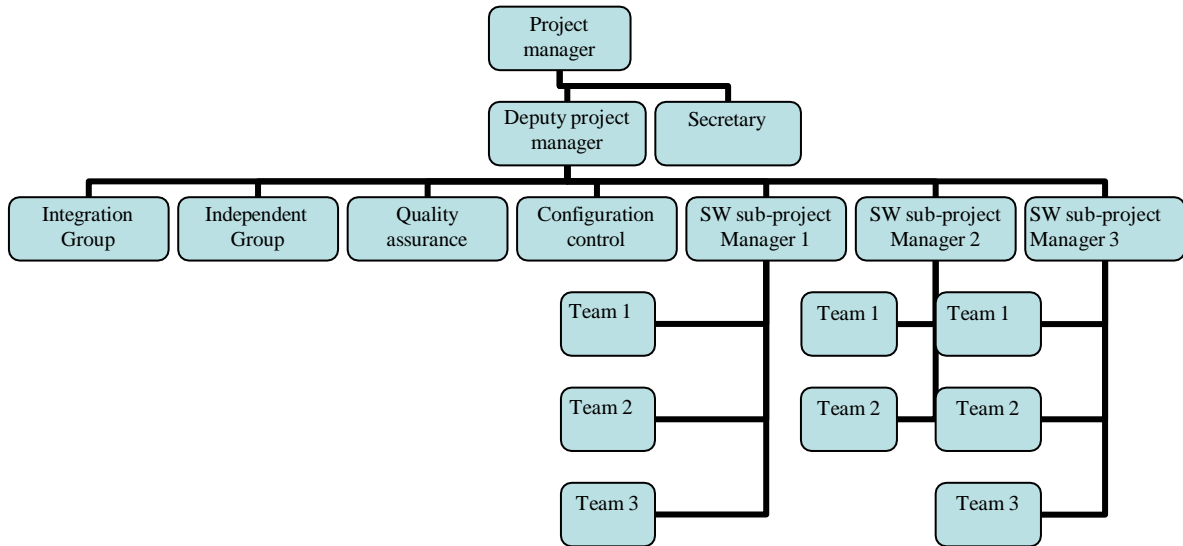 Project
manager
Deputy project
manager
Secretary
Integration
Group
Independent
Group
Quality
assurance
Configuration
control
SW sub-project
Manager 1
SW sub-project
Manager 2
SW sub-project
Manager 3
Team 1
Team 1
Team 1
Team 2
Team 2
Team 2
Team 3
Team 3